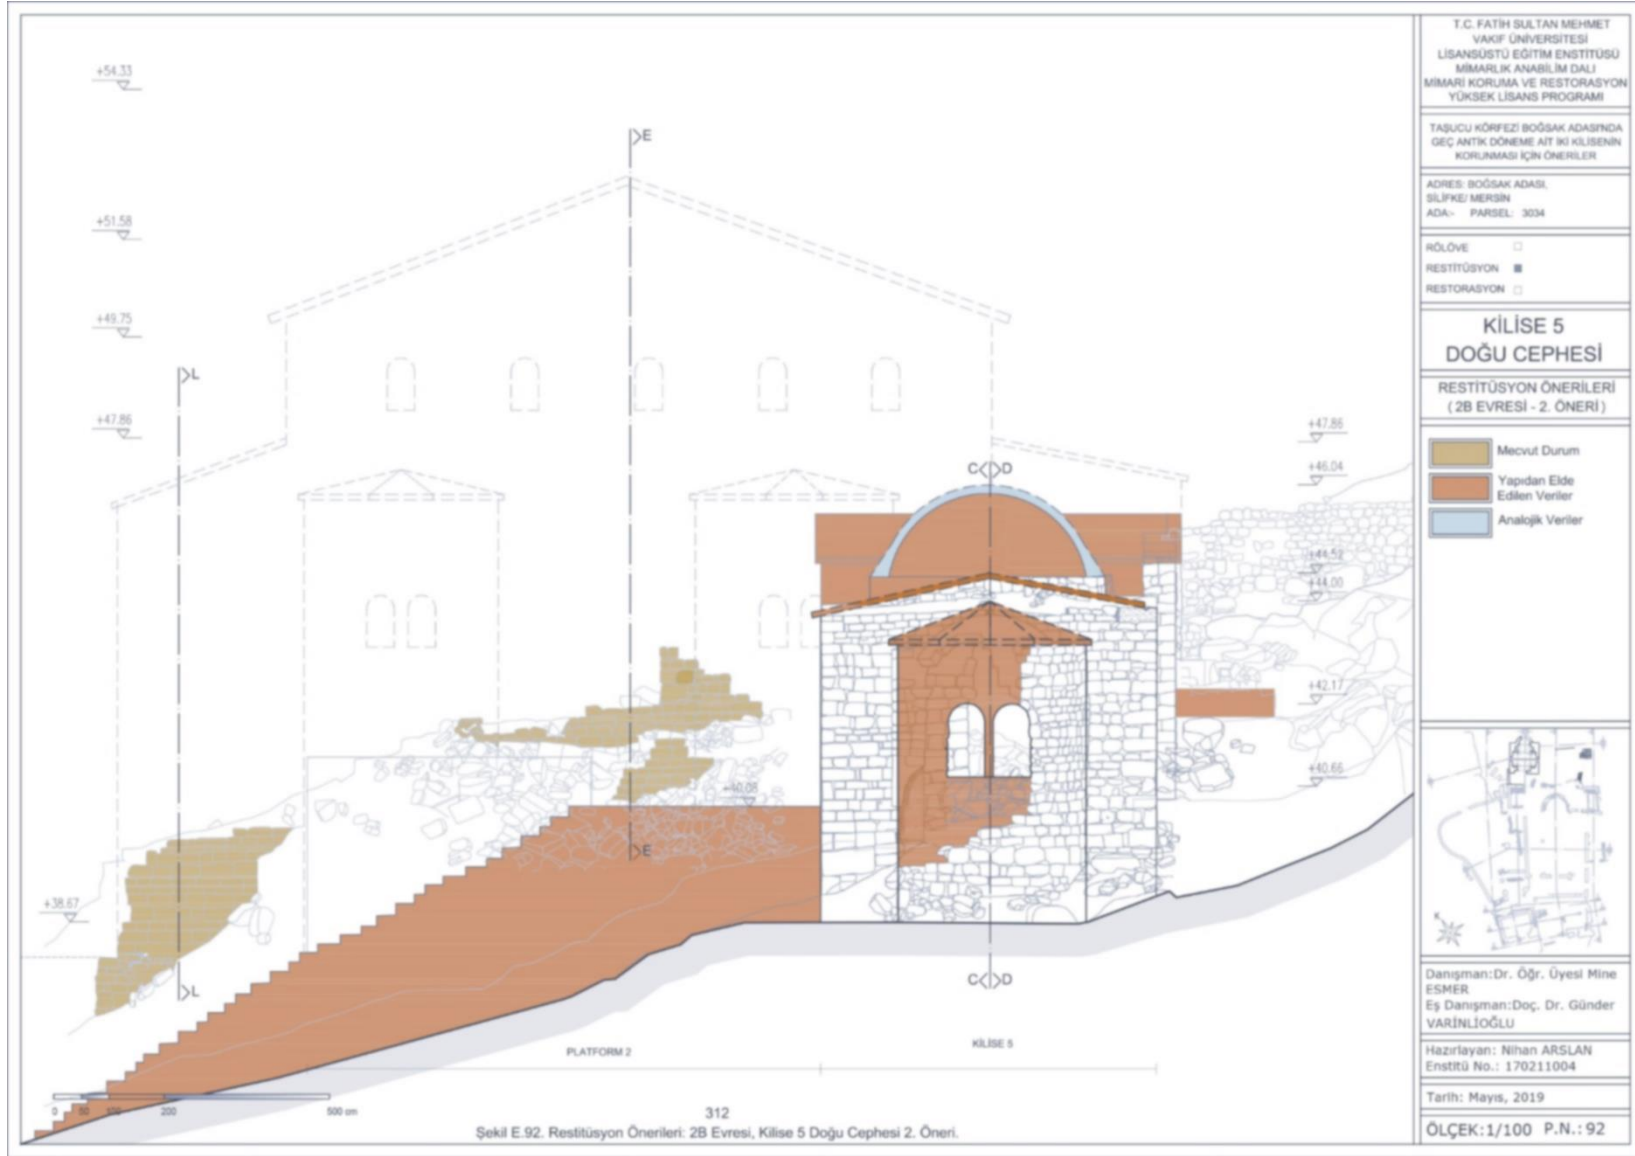 T.C. FATİH SULTAN MEHMET
VAKIF ÜNİVERSİTESİ
LİSANSÜSTÜ EĞİTİM ENSTİTÜSÜ
MİMARLIK ANABİLİM DALI
MİMARİ KORUMA VE RESTORASYON
YÜKSEK LİSANS PROGRAMI
TAŞUCU KÖRFEZİ BOĞSAK ADASI'NDA
GEÇ ANTİK DÖNEME AİT İKİ KİLİSENİN
KORUNMASI İÇİN ÖNERİLER
ADRES: BOĞSAK ADASI,
SİLİFKE/ MERSİN
ADA:- PARSEL: 3034
RÖLÖVE
RESTİTÜSYON
RESTORASYON
KİLİSE 5
DOĞU CEPHESİ
RESTİTÜSYON ÖNERİLERİ
( 2B EVRESİ - 2. ÖNERİ )
Mecvut Durum
Yapıdan Elde
Edilen Veriler
Analojik Veriler
K
Danışman:Dr. Öğr. Üyesi Mine
ESMER
Eş Danışman:Doç. Dr. Günder
VARİNLİOĞLU
Hazırlayan: Nihan ARSLAN
Enstitü No.: 170211004
Tarih: Mayıs, 2019
ÖLÇEK:1/100 P.N.: 92
+54.33
+51.58
+49.75
+47.86
+38.67
E
L
C D
+47.86
+46.04
+44.52
+44.00
+42.17
+40.66
+40.08
E
L
C D
PLATFORM 2
KİLİSE 5
0 50 100 200 500 cm
312
Şekil E.92. Restitüsyon Önerileri: 2B Evresi, Kilise 5 Doğu Cephesi 2. Öneri.